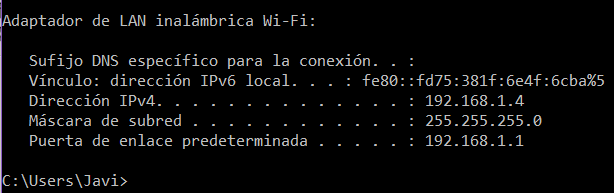 Adaptador de LAN inalámbrica Wi-Fi:
Sufijo DNS específico para la conexión. . :
Vínculo: dirección IPv6 local. . . : fe80::fd75:381f:6e4f:6cba%5
Dirección IPv4. . . . . . . . . . . . . . : 192.168.1.4
Máscara de subred . . . . . . . . . . . . : 255.255.255.0
Puerta de enlace predeterminada . . . . . : 192.168.1.1
C:\Users\Javi>